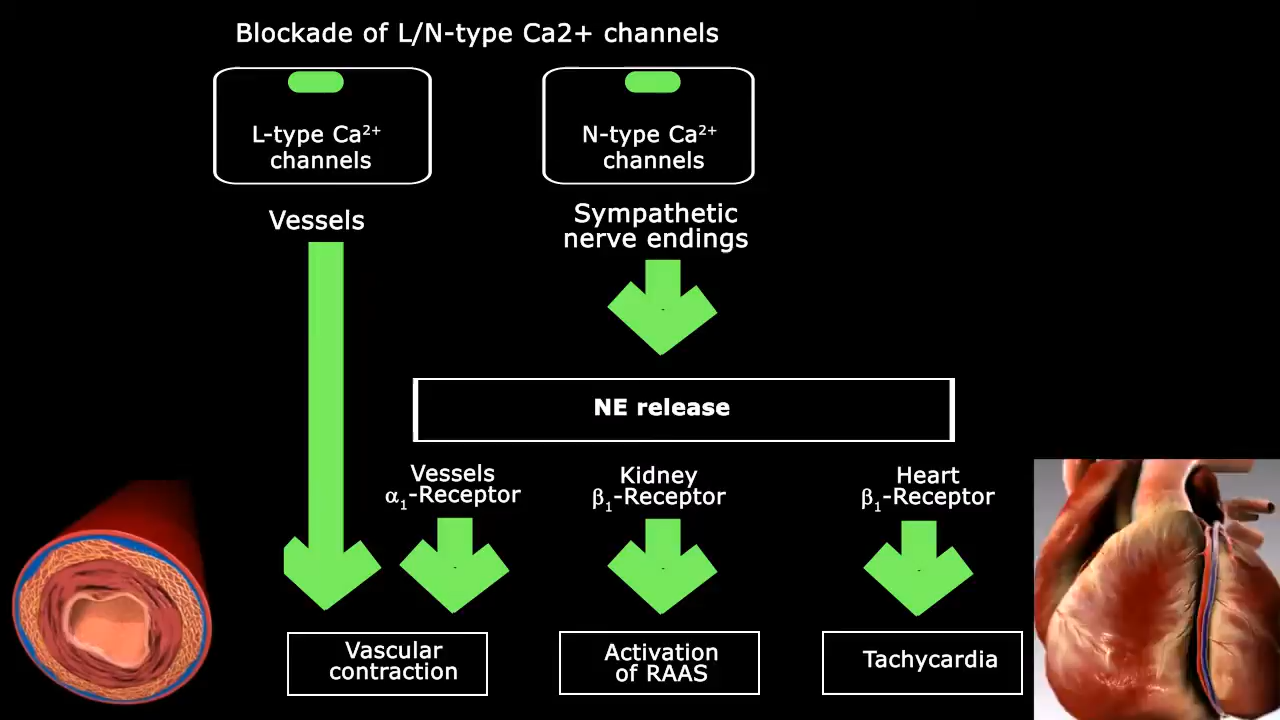 Blockade of L/N-type Ca2+ channels
L-type Ca²⁺
channels
N-type Ca²⁺
channels
Vessels
Sympathetic
nerve endings
NE release
Vessels
α₁-Receptor
Kidney
β₁-Receptor
Heart
β₁-Receptor
Vascular
contraction
Activation
of RAAS
Tachycardia